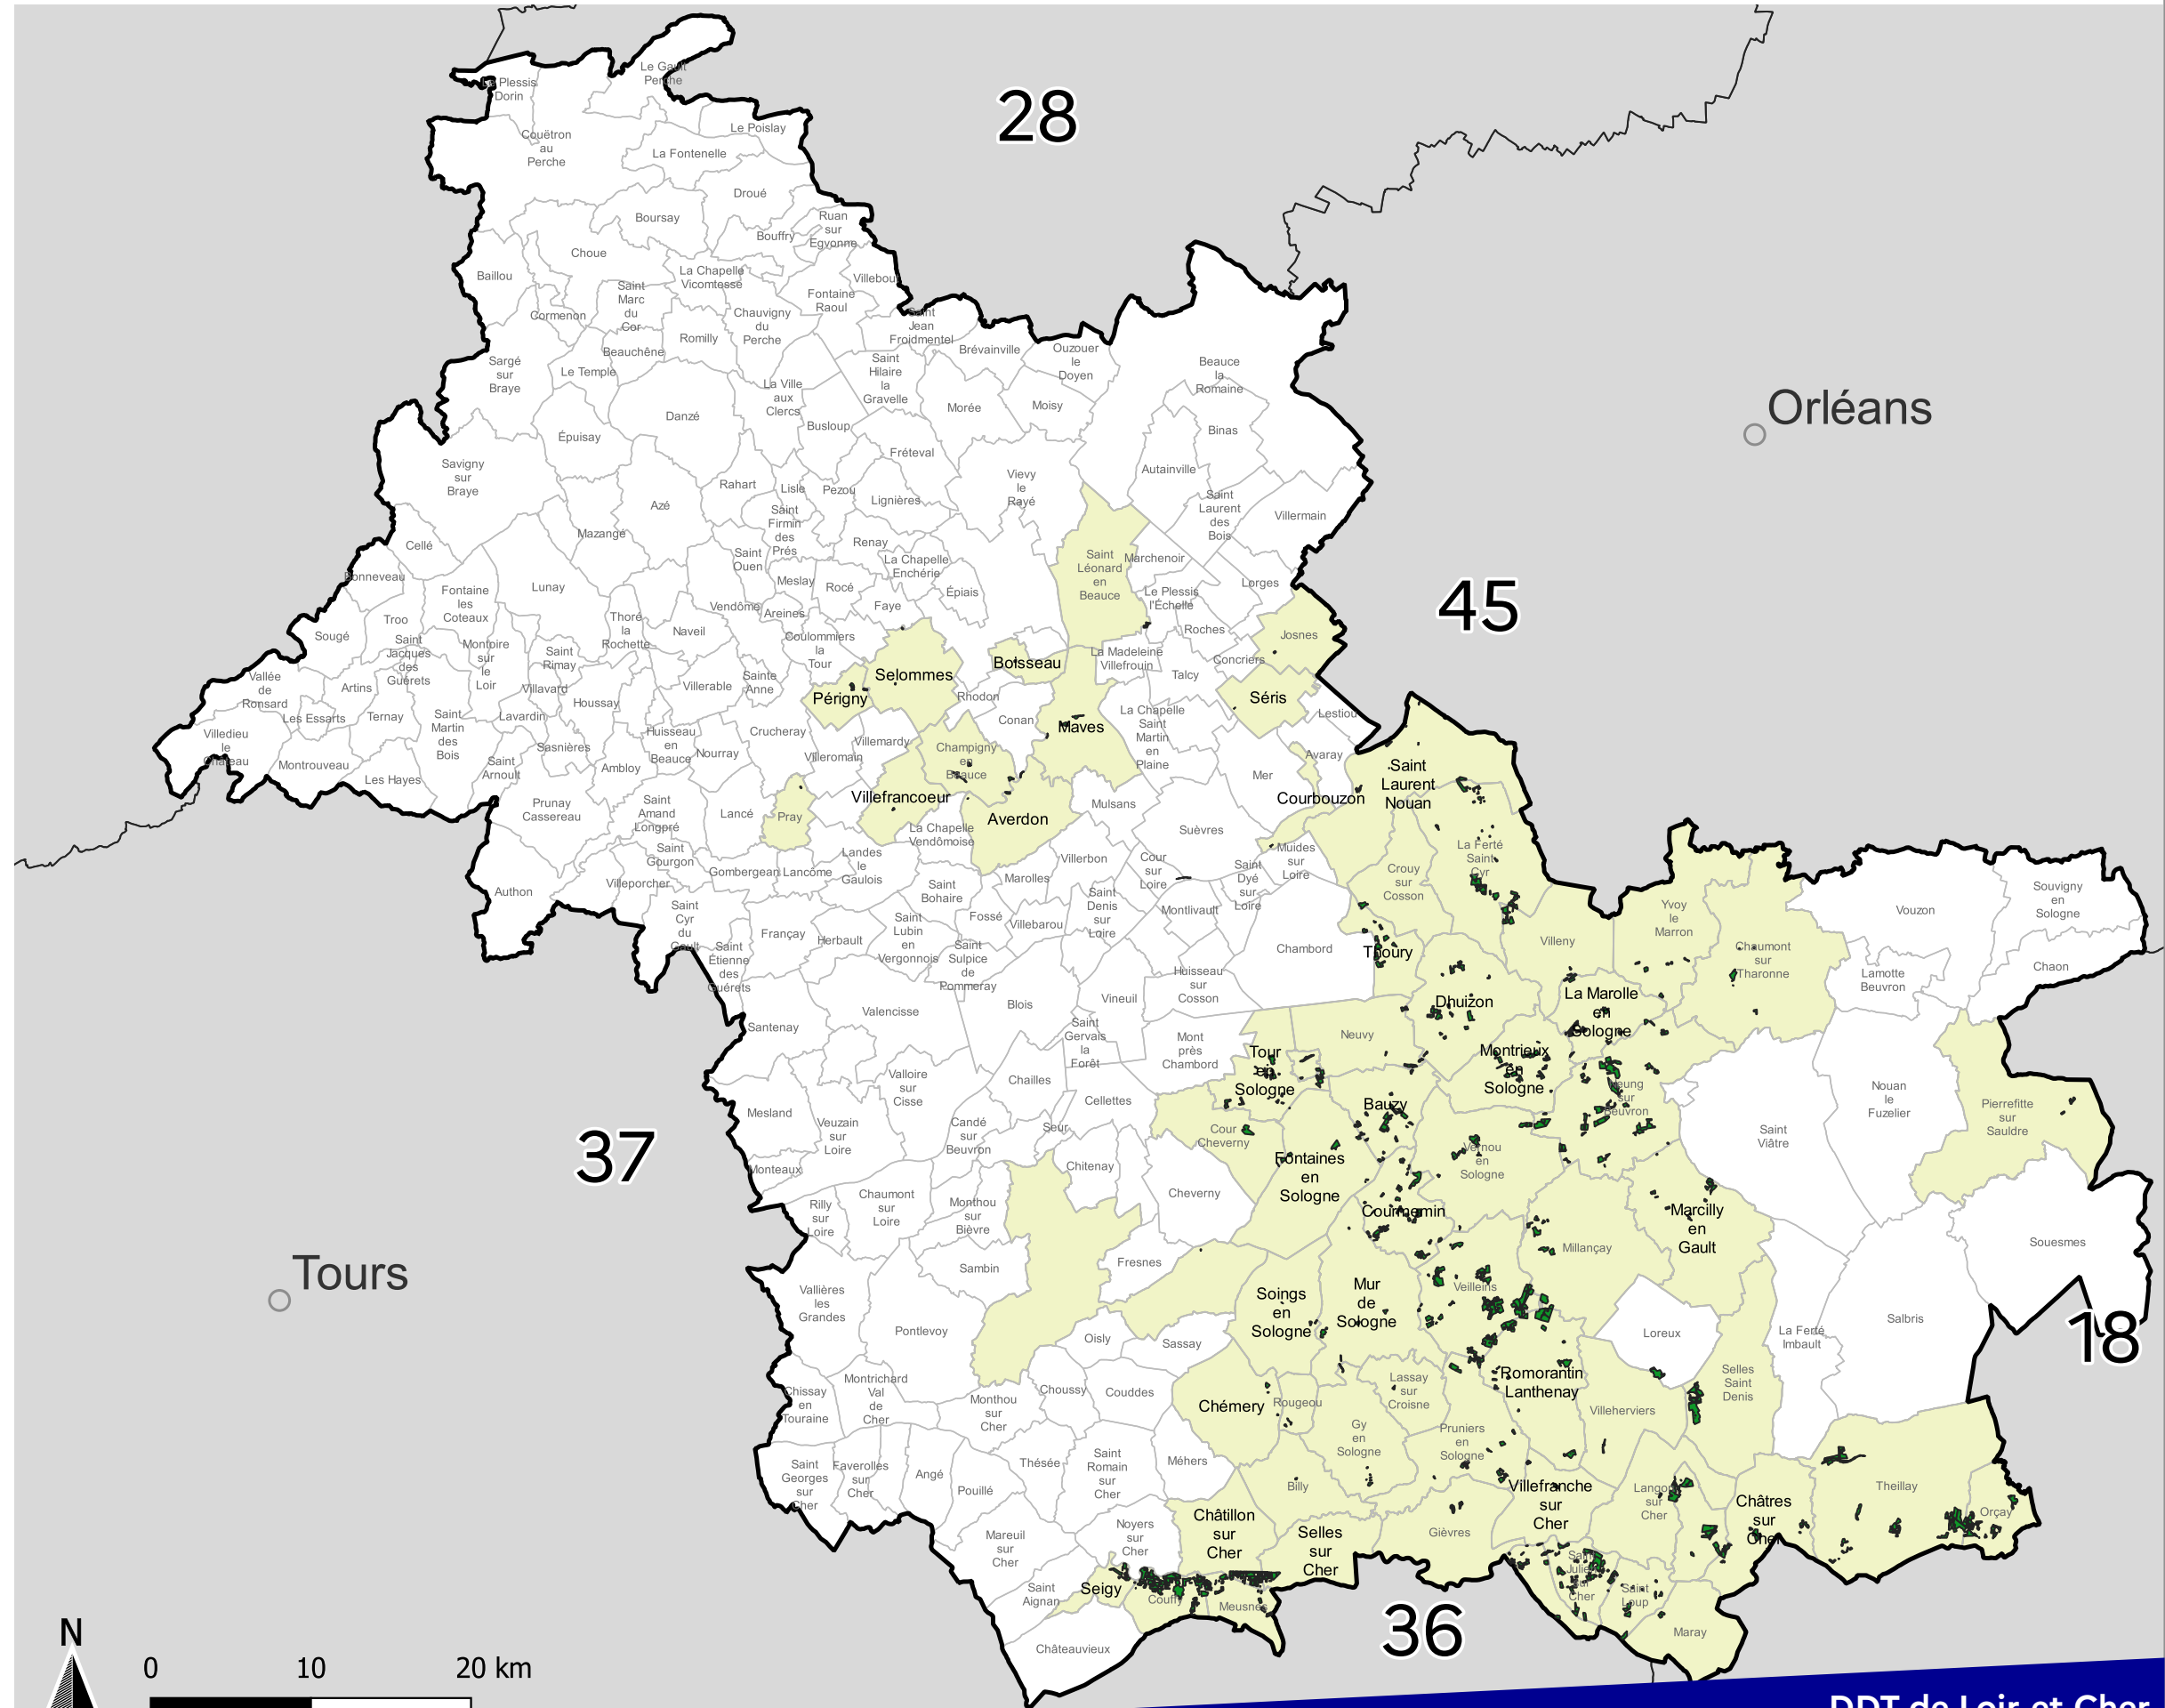 28
45
37
18
36
Orléans
Tours
Le Plessis
Dorin
Le Gault
Perche
Couëtron
au
Perche
Le Poislay
La Fontenelle
Droué
Boursay
Ruan
sur
Egvonne
Bouffry
Choue
Baillou
La Chapelle
Vicomtesse
Villebout
Saint
Marc
du
Cor
Fontaine
Raoul
Cormenon
Chauvigny
du
Perche
Saint
Jean
Froidmentel
Romilly
Beauchêne
Brévainville
Ouzouer
le
Doyen
Sargé
sur
Braye
Le Temple
Saint
Hilaire
la
Gravelle
Beauce
la
Romaine
La Ville
aux
Clercs
Danzé
Morée
Moisy
Busloup
Épuisay
Binas
Fréteval
Savigny
sur
Braye
Autainville
Vievy
le
Rayé
Rahart
Lisle
Pezou
Lignières
Azé
Saint
Firmin
des
Prés
Saint
Laurent
des
Bois
Villermain
Mazangé
Cellé
Renay
Saint
Ouen
La Chapelle
Enchérie
Saint
Léonard
en
Beauce
Marchenoir
Bonneveau
Lunay
Meslay
Rocé
Épiais
Lorges
Fontaine
les
Coteaux
Le Plessis
l'Échelle
Vendôme
Areines
Faye
Troo
Thoré
la
Rochette
Naveil
Roches
Josnes
Sougé
Saint
Jacques
des
Guérets
Montoire
sur
le
Loir
Saint
Rimay
Coulommiers
la
Tour
La Madeleine
Villefrouin
Concriers
Boisseau
Selommes
Talcy
Vallée
de
Ronsard
Artins
Villavard
Villerable
Sainte
Anne
Périgny
Rhodon
Séris
Houssay
Les Essarts
Ternay
Lavardin
Conan
Maves
La Chapelle
Saint
Martin
en
Plaine
Lestiou
Villedieu
le
Château
Saint
Martin
des
Bois
Huisseau
en
Beauce
Crucheray
Villemardy
Sasnières
Nourray
Villeromain
Champigny
en
Beauce
Avaray
Montrouveau
Les Hayes
Saint
Arnoult
Ambloy
Mer
Saint
Laurent
Nouan
Prunay
Cassereau
Saint
Amand
Longpré
Lancé
Pray
Villefrancoeur
Averdon
Mulsans
Courbouzon
La Chapelle
Vendômoise
Suèvres
Saint
Gourgon
Landes
le
Gaulois
Villerbon
Cour
sur
Loire
Muides
sur
Loire
La Ferté
Saint
Cyr
Authon
Villeporcher
Gombergean
Lancôme
Marolles
Saint
Dyé
sur
Loire
Crouy
sur
Cosson
Saint
Bohaire
Saint
Denis
sur
Loire
Souvigny
en
Sologne
Vouzon
Saint
Cyr
du
Gault
Fossé
Villebarou
Montlivault
Yvoy
le
Marron
Françay
Herbault
Saint
Lubin
en
Vergonnois
Chambord
Thoury
Villeny
Chaumont
sur
Tharonne
Saint
Étienne
des
Guérets
Saint
Sulpice
de
Pommeray
Huisseau
sur
Cosson
Chaon
Lamotte
Beuvron
Valencisse
Blois
Vineuil
Dhuizon
La Marolle
en
Sologne
Santenay
Saint
Gervais
la
Forêt
Mont
près
Chambord
Neuvy
Tour
en
Sologne
Montrieux
en
Sologne
Valloire
sur
Cisse
Chailles
Cellettes
Bauzy
Neung
sur
Beuvron
Nouan
le
Fuzelier
Pierrefitte
sur
Sauldre
Mesland
Veuzain
sur
Loire
Candé
sur
Beuvron
Seur
Cour
Cheverny
Saint
Viâtre
Monteaux
Chitenay
Fontaines
en
Sologne
Vernou
en
Sologne
Rilly
sur
Loire
Chaumont
sur
Loire
Monthou
sur
Bièvre
Cheverny
Courmemin
Marcilly
en
Gault
Sambin
Fresnes
Millançay
Souesmes
Vallières
les
Grandes
Soings
en
Sologne
Mur
de
Sologne
Veilleins
Pontlevoy
Oisly
Sassay
Loreux
La Ferté
Imbault
Salbris
Chissay
en
Touraine
Montrichard
Val
de
Cher
Monthou
sur
Cher
Choussy
Couddes
Chémery
Rougeou
Lassay
sur
Croisne
Romorantin
Lanthenay
Selles
Saint
Denis
Villeherviers
Gy
en
Sologne
Pruniers
en
Sologne
Saint
Georges
sur
Cher
Faverolles
sur
Cher
Angé
Pouillé
Thésée
Saint
Romain
sur
Cher
Méhers
Billy
Villefranche
sur
Cher
Langon
sur
Cher
Châtres
sur
Cher
Theillay
Orçay
Mareuil
sur
Cher
Noyers
sur
Cher
Châtillon
sur
Cher
Selles
sur
Cher
Gièvres
Saint
Julien
sur
Cher
Saint
Loup
Saint
Aignan
Seigy
Couffy
Meusnes
Maray
Châteauvieux
N
0 10 20 km
DDT de Loir-et-Cher